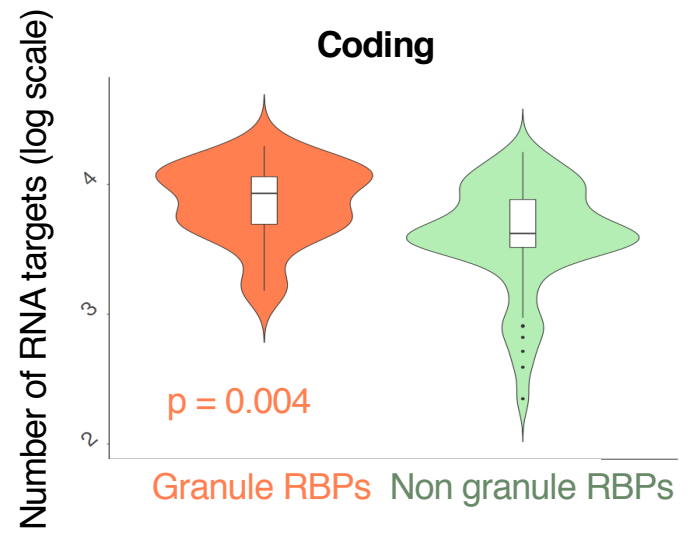 Coding
Number of RNA targets (log scale)
4
3
2
p = 0.004
Granule RBPs
Non granule RBPs